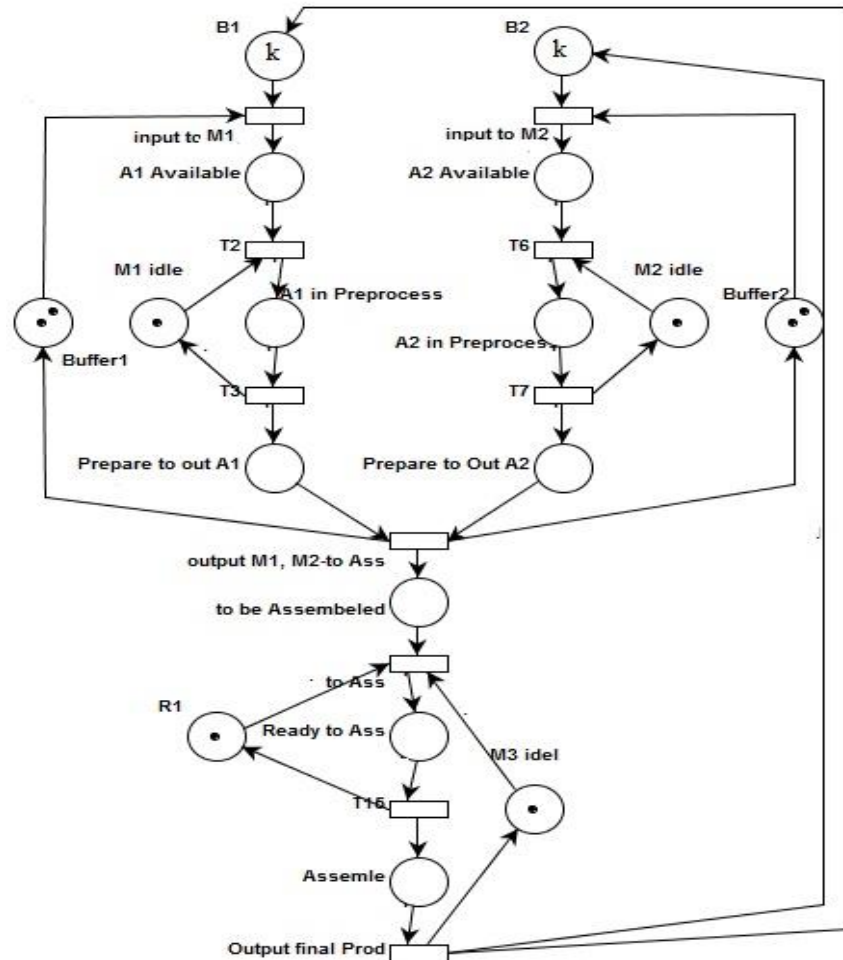 B1
B2
k
k
input to M1
input to M2
A1 Available
A2 Available
T2
T6
M1 idle
M2 idle
A1 in Preprocess
Buffer2
A2 in Preprocess
Buffer1
T3
T7
Prepare to out A1
Prepare to Out A2
output M1, M2-to Ass
to be Assembeled
to Ass
R1
Ready to Ass
M3 idel
T15
Assemle
Output final Prod